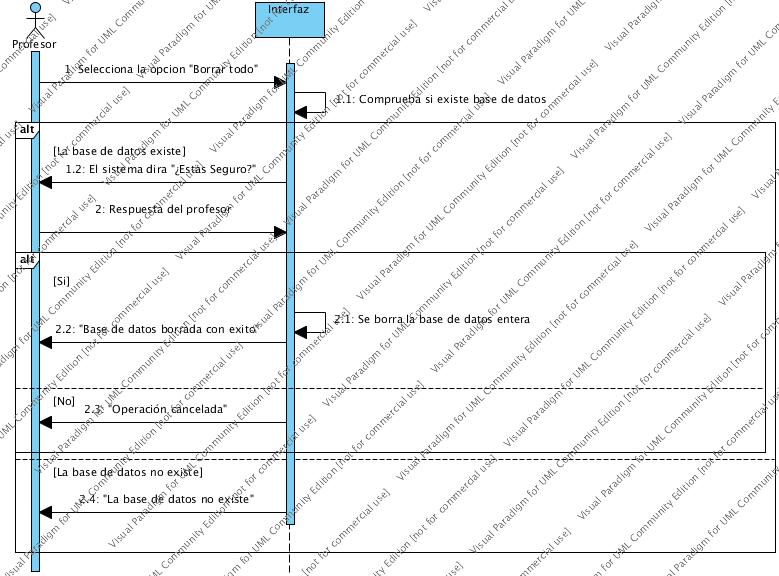 Interfaz
Profesor
1: Selecciona la opcion "Borrar todo"
1.1: Comprueba si existe base de datos
alt
[La base de datos existe]
1.2: El sistema dira "¿Estás Seguro?"
2: Respuesta del profesor
alt
[Si]
2.1: Se borra la base de datos entera
2.2: "Base de datos borrada con exito"
[No]
2.3: "Operación cancelada"
[La base de datos no existe]
2.4: "La base de datos no existe"
Visual Paradigm for UML Community Edition [not for commercial use]